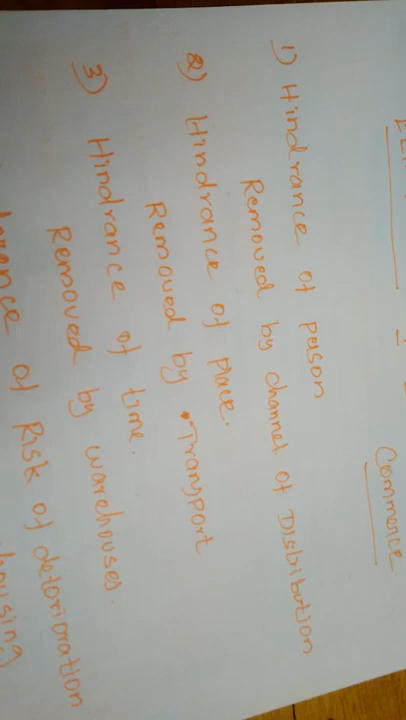 Commerce
1) Hindrance of person
Removed by channel of Distribution
2) Hindrance of place.
Removed by Transport
3) Hindrance of time.
Removed by warehouses.
of Risk of detorioration